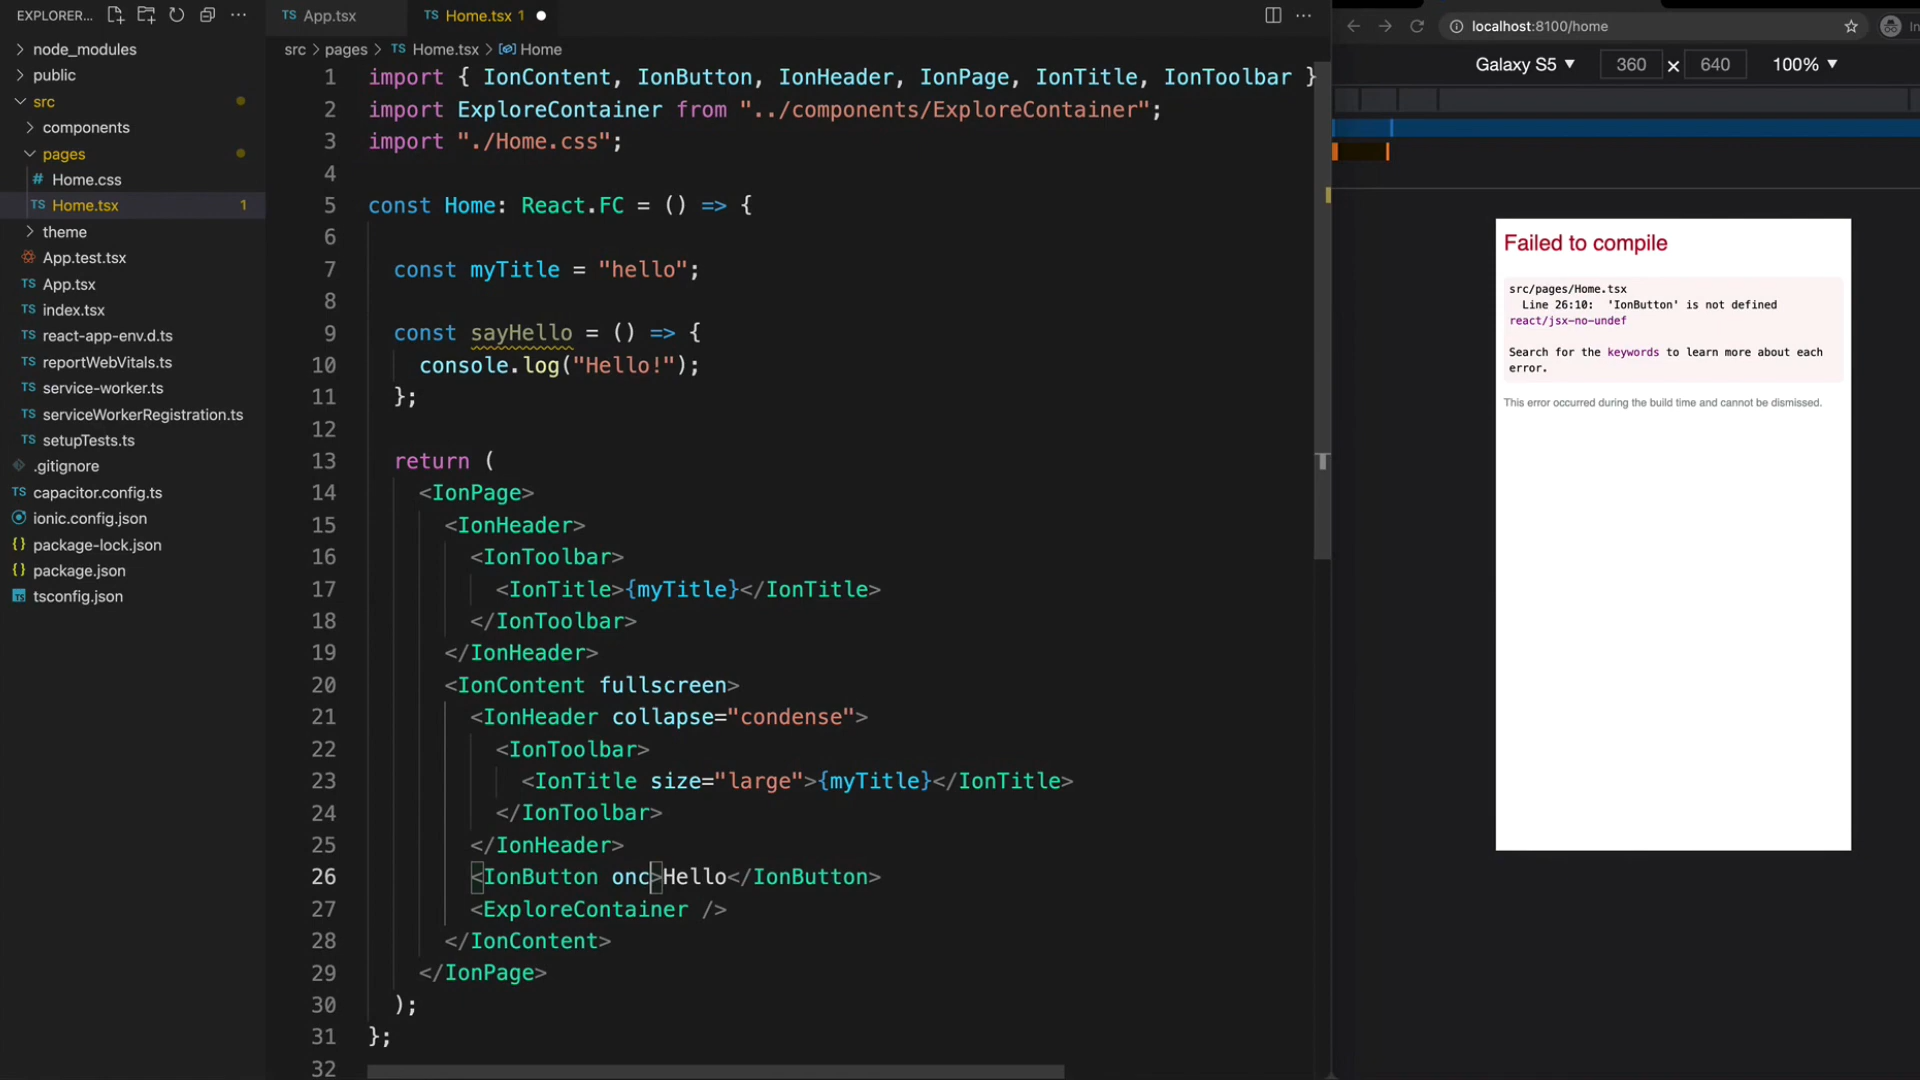 EXPLORER...
node_modules
public
src
components
pages
# Home.css
TS Home.tsx 1
theme
App.test.tsx
TS App.tsx
TS index.tsx
TS react-app-env.d.ts
TS reportWebVitals.ts
TS service-worker.ts
TS serviceWorkerRegistration.ts
TS setupTests.ts
.gitignore
TS capacitor.config.ts
ionic.config.json
{} package-lock.json
{} package.json
tsconfig.json
TS App.tsx
TS Home.tsx 1
src > pages > TS Home.tsx > Home
1 import { IonContent, IonButton, IonHeader, IonPage, IonTitle, IonToolbar }
2 import ExploreContainer from "../components/ExploreContainer";
3 import "./Home.css";
4
5 const Home: React.FC = () => {
6
7 const myTitle = "hello";
8
9 const sayHello = () => {
10 console.log("Hello!");
11 };
12
13 return (
14 <IonPage>
15 <IonHeader>
16 <IonToolbar>
17 <IonTitle>{myTitle}</IonTitle>
18 </IonToolbar>
19 </IonHeader>
20 <IonContent fullscreen>
21 <IonHeader collapse="condense">
22 <IonToolbar>
23 <IonTitle size="large">{myTitle}</IonTitle>
24 </IonToolbar>
25 </IonHeader>
26 <IonButton onc>Hello</IonButton>
27 <ExploreContainer />
28 </IonContent>
29 </IonPage>
30 );
31 };
32
localhost:8100/home
In
Galaxy S5 ▼ 360 × 640 100% ▼
Failed to compile
src/pages/Home.tsx
Line 26:10: 'IonButton' is not defined
react/jsx-no-undef
Search for the keywords to learn more about each
error.
This error occurred during the build time and cannot be dismissed.